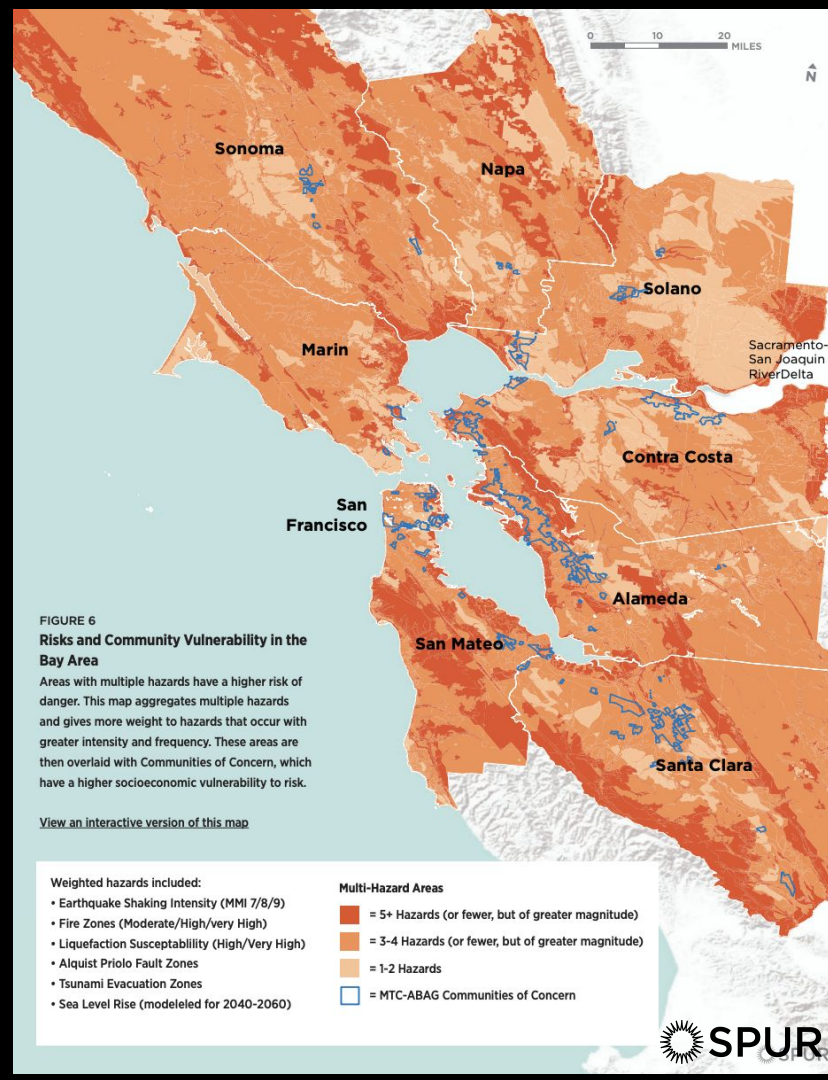 0 10 20
MILES
N
Sonoma
Napa
Solano
Sacramento-
San Joaquin
RiverDelta
Marin
Contra Costa
San
Francisco
Alameda
San Mateo
Santa Clara
FIGURE 6
Risks and Community Vulnerability in the
Bay Area
Areas with multiple hazards have a higher risk of
danger. This map aggregates multiple hazards
and gives more weight to hazards that occur with
greater intensity and frequency. These areas are
then overlaid with Communities of Concern, which
have a higher socioeconomic vulnerability to risk.
View an interactive version of this map
Weighted hazards included:
• Earthquake Shaking Intensity (MMI 7/8/9)
• Fire Zones (Moderate/High/very High)
• Liquefaction Susceptablility (High/Very High)
• Alquist Priolo Fault Zones
• Tsunami Evacuation Zones
• Sea Level Rise (modeleled for 2040-2060)
Multi-Hazard Areas
= 5+ Hazards (or fewer, but of greater magnitude)
= 3-4 Hazards (or fewer, but of greater magnitude)
= 1-2 Hazards
= MTC-ABAG Communities of Concern
SPUR
SPUR